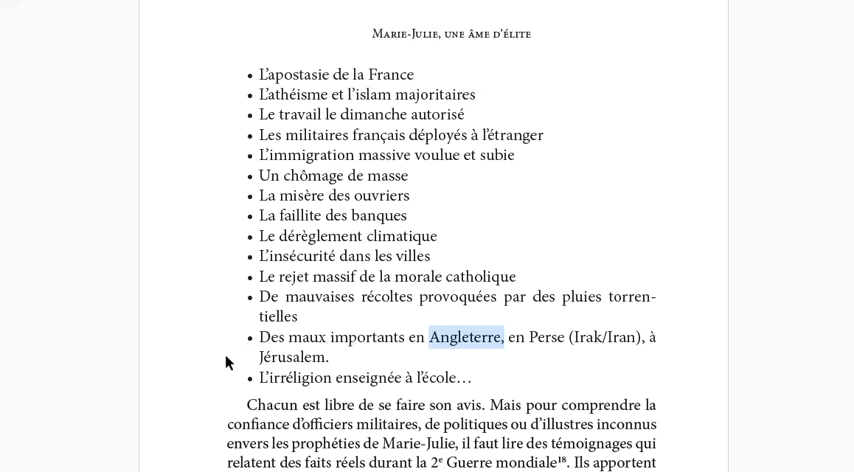 MARIE-JULIE, UNE ÂME D'ÉLITE
• L'apostasie de la France
• L'athéisme et l'islam majoritaires
• Le travail le dimanche autorisé
• Les militaires français déployés à l'étranger
• L'immigration massive voulue et subie
• Un chômage de masse
• La misère des ouvriers
• La faillite des banques
• Le dérèglement climatique
• L'insécurité dans les villes
• Le rejet massif de la morale catholique
• De mauvaises récoltes provoquées par des pluies torren-
tielles
• Des maux importants en Angleterre, en Perse (Irak/Iran), à
Jérusalem.
• L'irréligion enseignée à l'école…
Chacun est libre de se faire son avis. Mais pour comprendre la
confiance d'officiers militaires, de politiques ou d'illustres inconnus
envers les prophéties de Marie-Julie, il faut lire des témoignages qui
relatent des faits réels durant la 2ᵉ Guerre mondiale¹⁸. Ils apportent